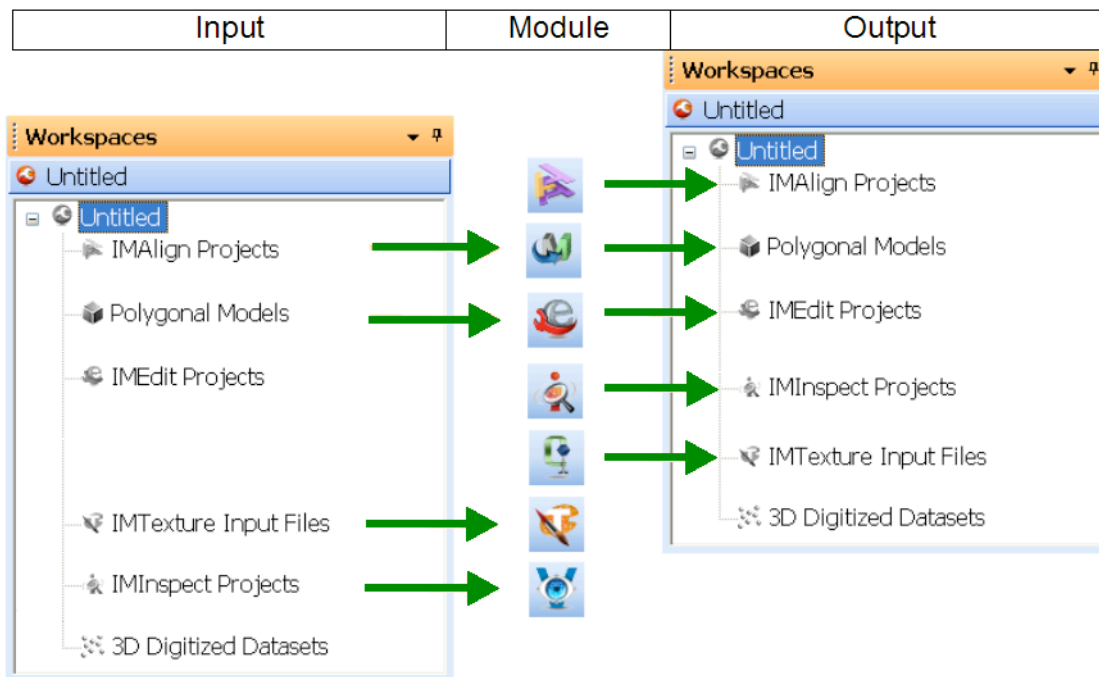 Input
Module
Output
Workspaces
Untitled
Untitled
IMAlign Projects
Polygonal Models
IMEdit Projects
IMTexture Input Files
IMInspect Projects
3D Digitized Datasets
Workspaces
Untitled
Untitled
IMAlign Projects
Polygonal Models
IMEdit Projects
IMInspect Projects
IMTexture Input Files
3D Digitized Datasets